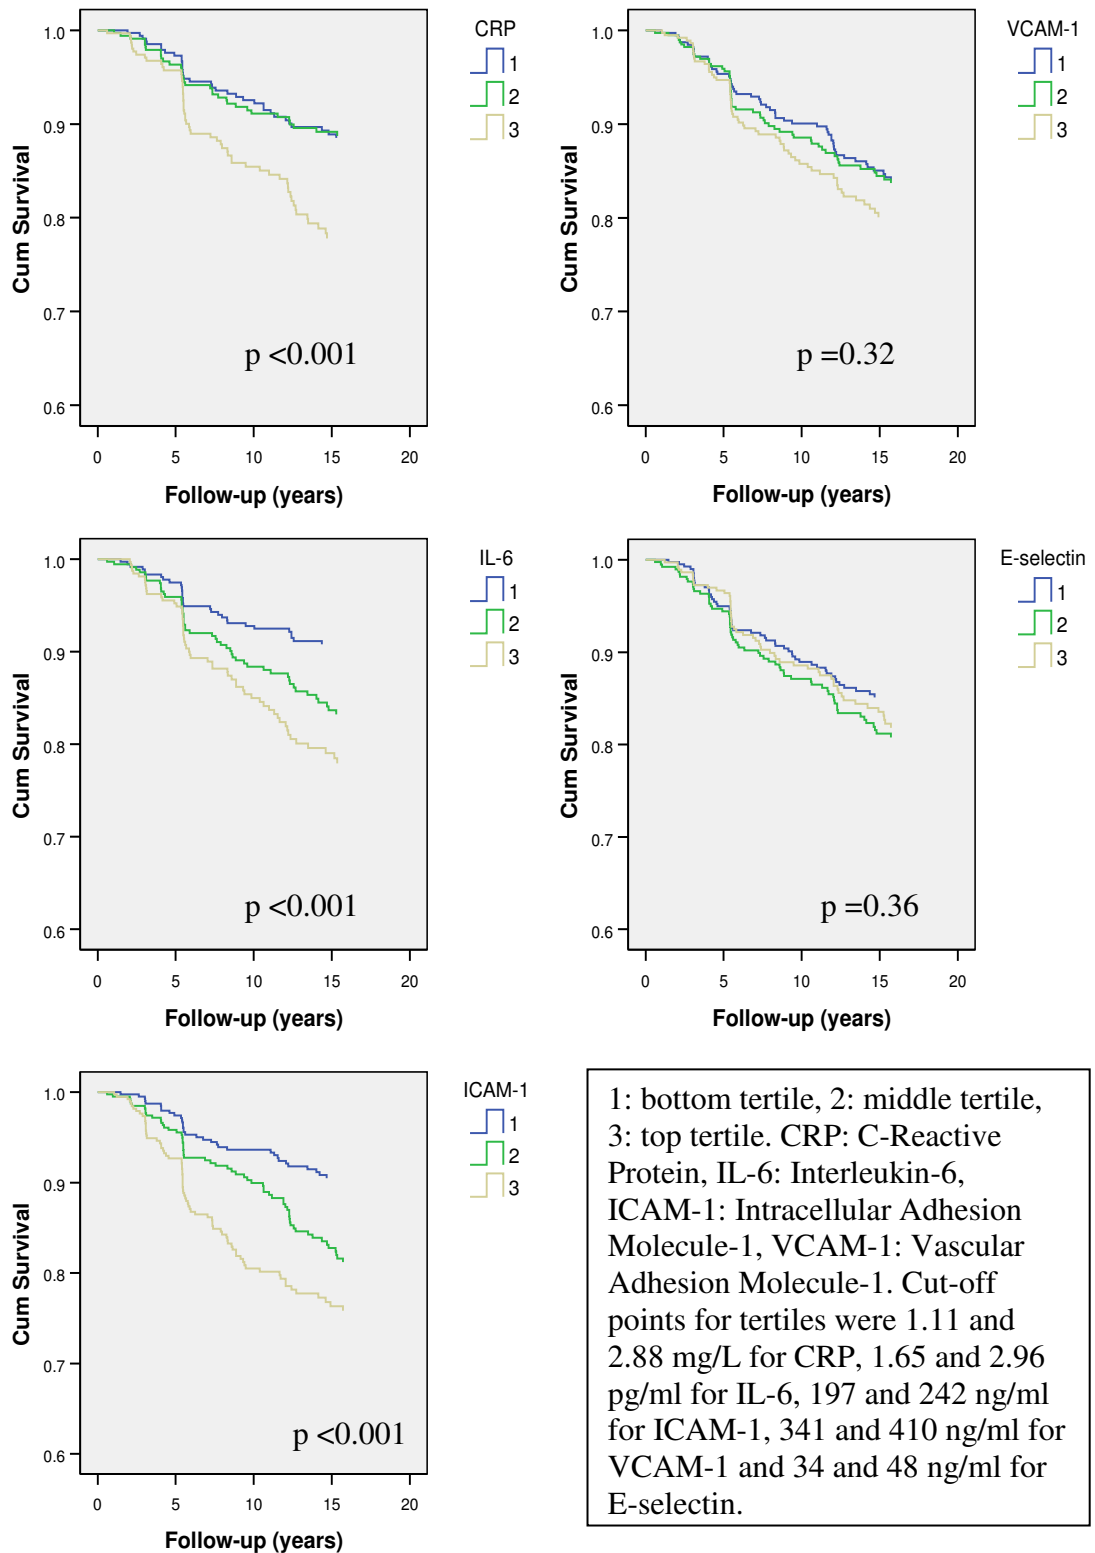 CRP
1
2
3
1.0
0.9
0.8
0.7
0.6
Cum Survival
p <0.001
0 5 10 15 20
Follow-up (years)
VCAM-1
1
2
3
1.0
0.9
0.8
0.7
0.6
Cum Survival
p =0.32
0 5 10 15 20
Follow-up (years)
IL-6
1
2
3
1.0
0.9
0.8
0.7
0.6
Cum Survival
p <0.001
0 5 10 15 20
Follow-up (years)
E-selectin
1
2
3
1.0
0.9
0.8
0.7
0.6
Cum Survival
p =0.36
0 5 10 15 20
Follow-up (years)
ICAM-1
1
2
3
1.0
0.9
0.8
0.7
0.6
Cum Survival
p <0.001
0 5 10 15 20
Follow-up (years)
1: bottom tertile, 2: middle tertile,
3: top tertile. CRP: C-Reactive
Protein, IL-6: Interleukin-6,
ICAM-1: Intracellular Adhesion
Molecule-1, VCAM-1: Vascular
Adhesion Molecule-1. Cut-off
points for tertiles were 1.11 and
2.88 mg/L for CRP, 1.65 and 2.96
pg/ml for IL-6, 197 and 242 ng/ml
for ICAM-1, 341 and 410 ng/ml for
VCAM-1 and 34 and 48 ng/ml for
E-selectin.